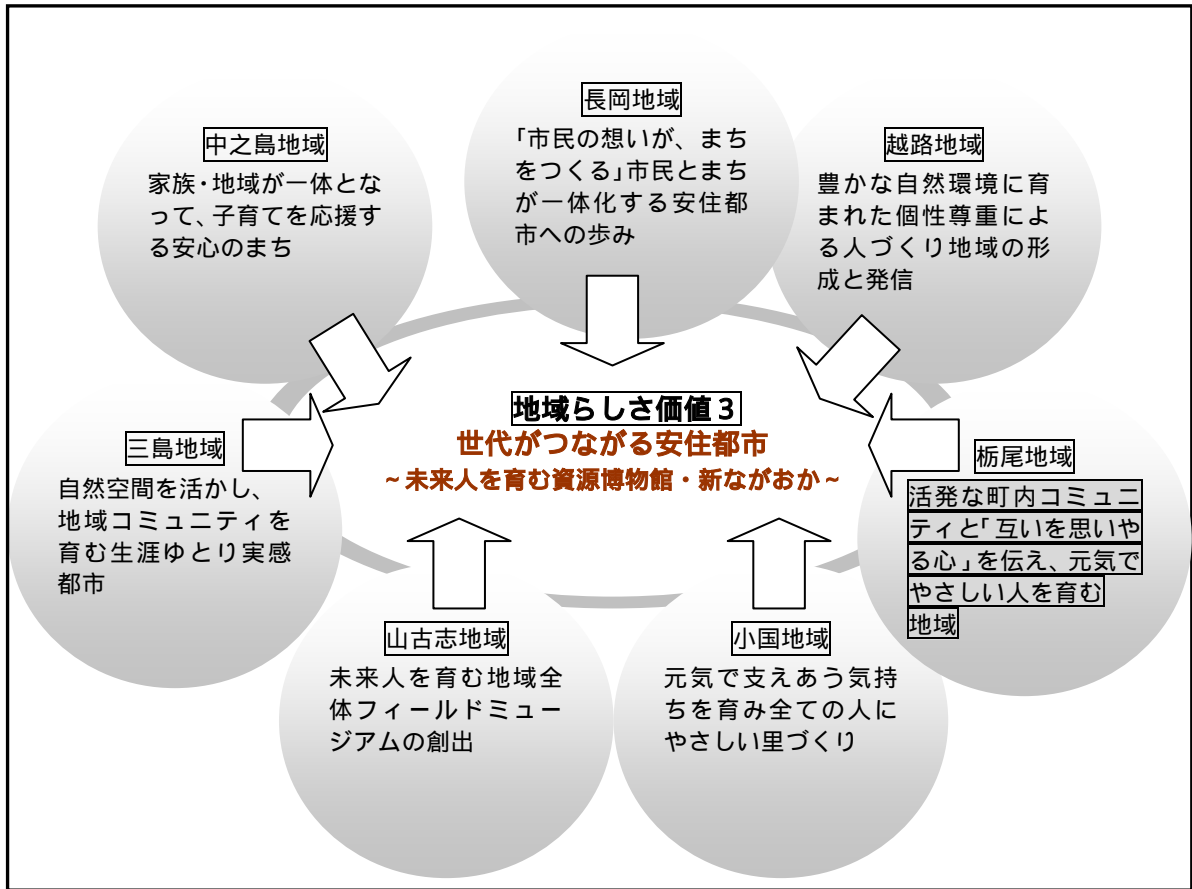 長岡地域
「市民の想いが、まち
をつくる」市民とまち
が一体化する安住都
市への歩み
中之島地域
家族・地域が一体とな
って、子育てを応援す
る安心のまち
越路地域
豊かな自然環境に育
まれた個性尊重によ
る人づくり地域の形
成と発信
地域らしさ価値3
世代がつながる安住都市
~未来人を育む資源博物館・新ながおか~
三島地域
自然空間を活かし、
地域コミュニティを
育む生涯ゆとり実感
都市
栃尾地域
活発な町内コミュニ
ティと「互いを思いや
る心」を伝え、元気で
やさしい人を育む
地域
山古志地域
未来人を育む地域全
体フィールドミュー
ジアムの創出
小国地域
元気で支えあう気持
ちを育み全ての人に
やさしい里づくり